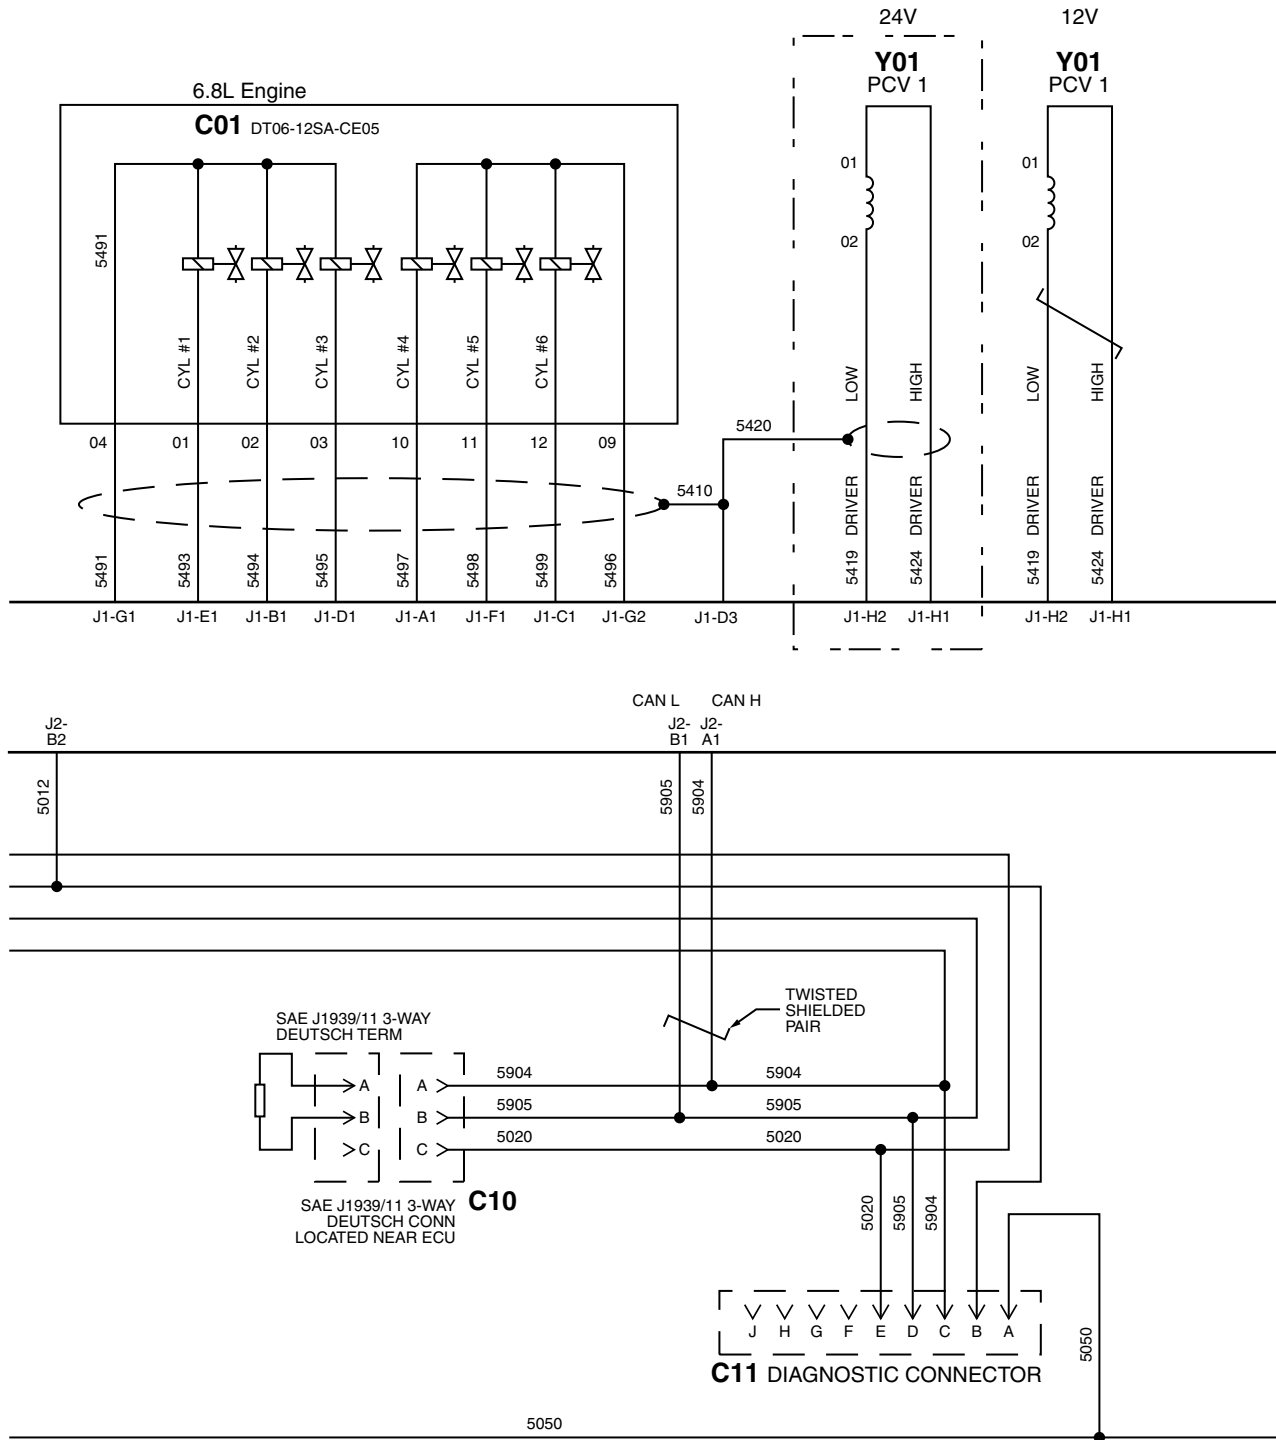 24V 12V
Y01 Y01
PCV 1 PCV 1
6.8L Engine
C01 DT06-12SA-CE05
01 01
02 02
5491
CYL #1 CYL #2 CYL #3 CYL #4 CYL #5 CYL #6
LOW HIGH LOW HIGH
04 01 02 03 10 11 12 09
5420
5410
DRIVER DRIVER DRIVER DRIVER
5491 5493 5494 5495 5497 5498 5499 5496 5419 5424 5419 5424
J1-G1 J1-E1 J1-B1 J1-D1 J1-A1 J1-F1 J1-C1 J1-G2 J1-D3 J1-H2 J1-H1 J1-H2 J1-H1
CAN L CAN H
J2- J2- J2-
B2 B1 A1
5012 5905 5904
TWISTED
SHIELDED
PAIR
SAE J1939/11 3-WAY
DEUTSCH TERM
A A 5904 5904
B B 5905 5905
C C 5020 5020
C10
SAE J1939/11 3-WAY
DEUTSCH CONN
LOCATED NEAR ECU
5020 5905 5904
J H G F E D C B A
5050
C11 DIAGNOSTIC CONNECTOR
5050